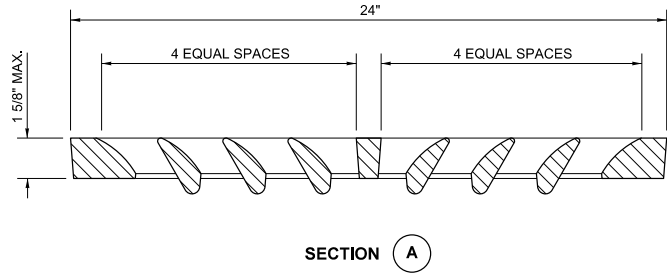 24"
4 EQUAL SPACES
4 EQUAL SPACES
1 5/8" MAX.
SECTION A